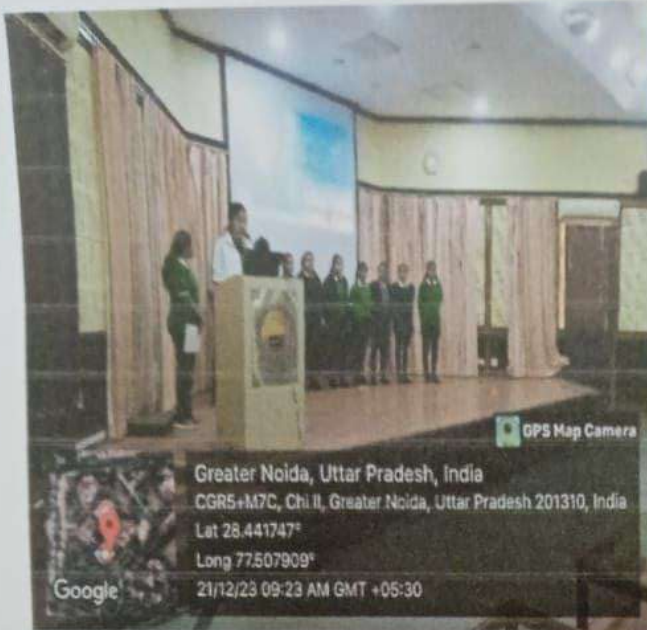 GPS Map Camera
Greater Noida, Uttar Pradesh, India
CGR5+M7C, Chi II, Greater Noida, Uttar Pradesh 201310, India
Lat 28.441747°
Long 77.507909°
21/12/23 09:23 AM GMT +05:30
Google